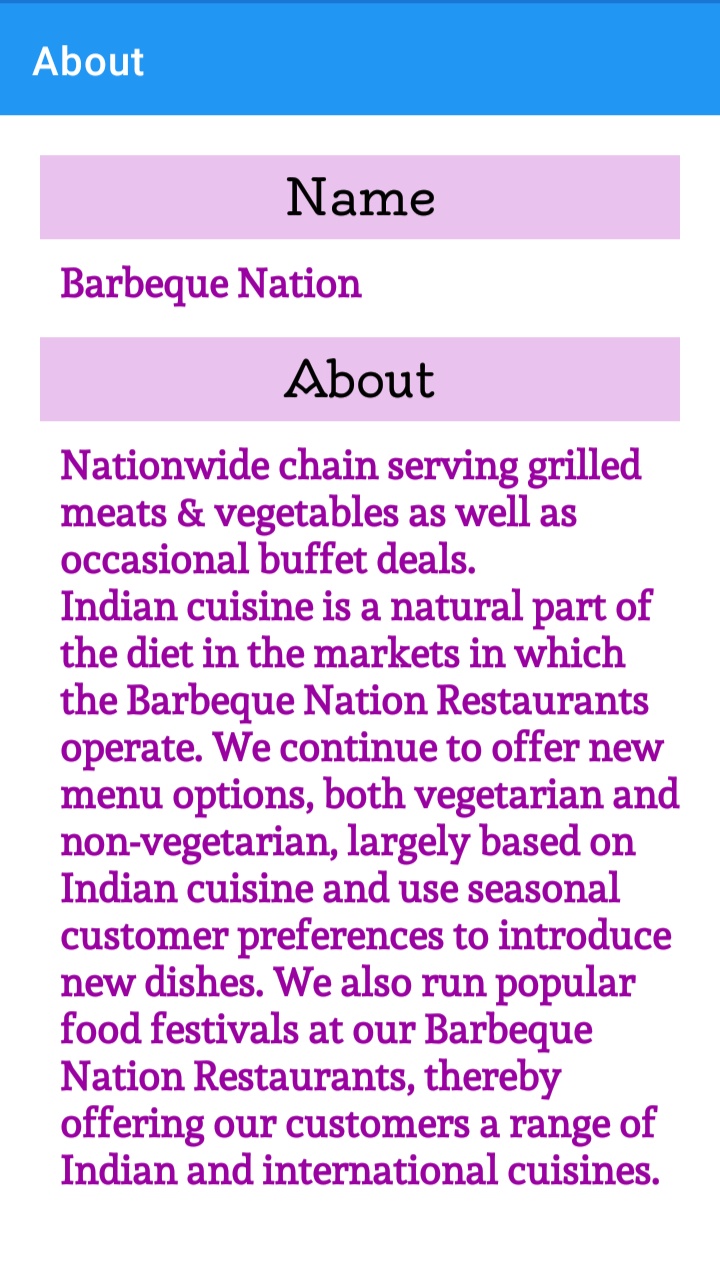 About
Name
Barbeque Nation
About
Nationwide chain serving grilled
meats & vegetables as well as
occasional buffet deals.
Indian cuisine is a natural part of
the diet in the markets in which
the Barbeque Nation Restaurants
operate. We continue to offer new
menu options, both vegetarian and
non-vegetarian, largely based on
Indian cuisine and use seasonal
customer preferences to introduce
new dishes. We also run popular
food festivals at our Barbeque
Nation Restaurants, thereby
offering our customers a range of
Indian and international cuisines.